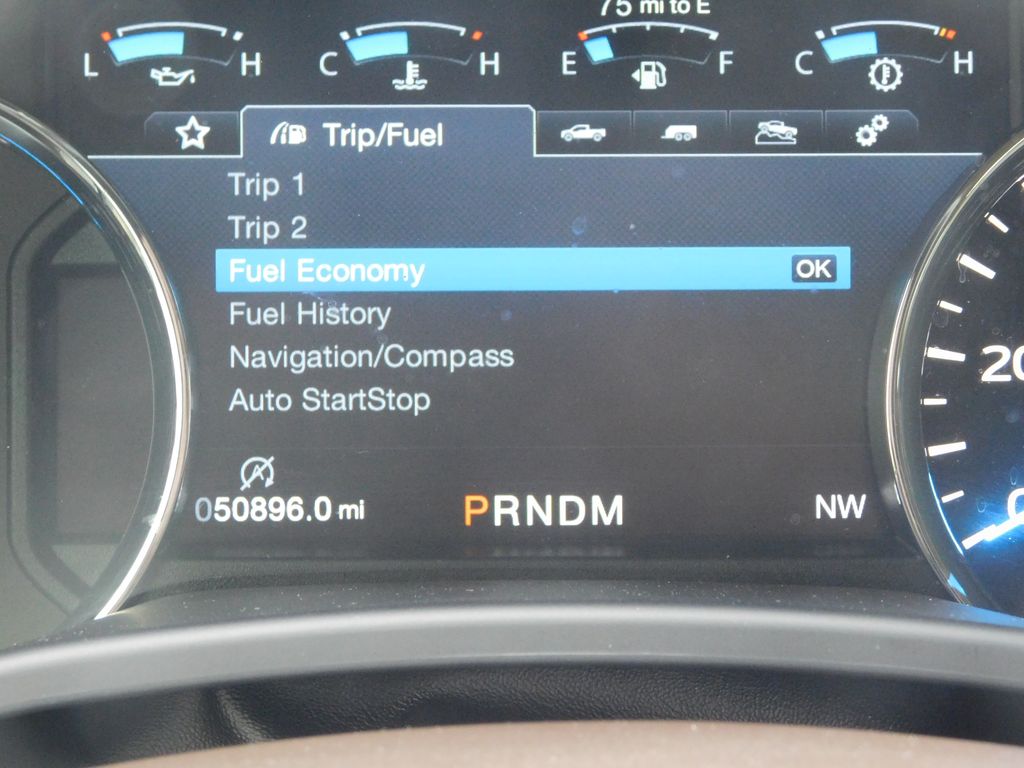 75 mi to E
L H C H E F C H
Trip/Fuel
Trip 1
Trip 2
Fuel Economy OK
Fuel History
Navigation/Compass
Auto StartStop
A
050896.0 mi PRNDM NW
20
0